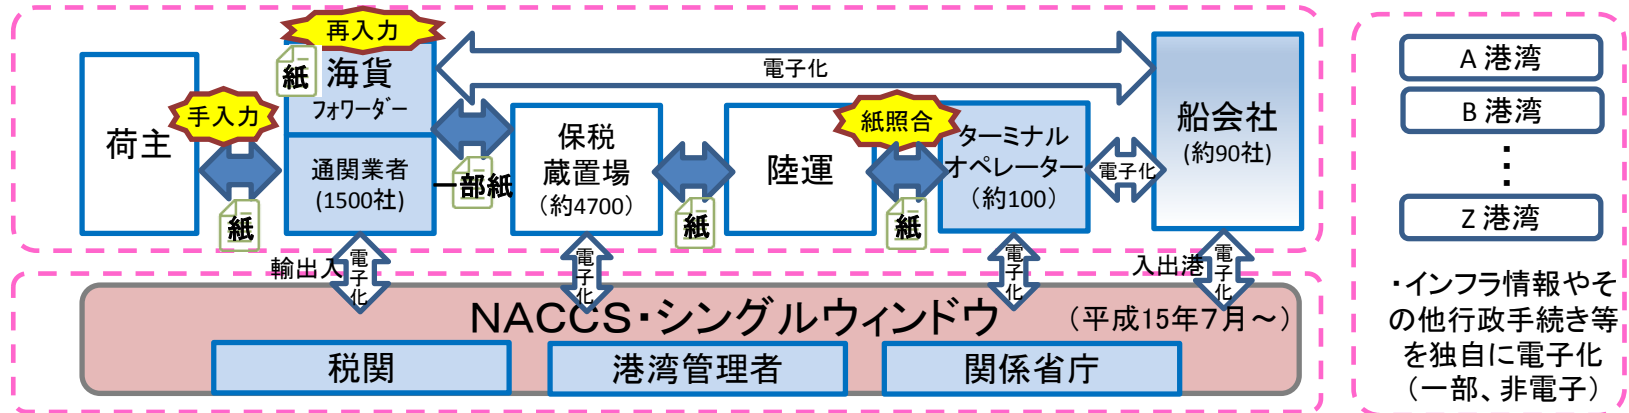 再入力
紙
海貨
フォワーダー
手入力
荷主
紙
通関業者
(1500社)
電子化
一部紙
保税
蔵置場
(約4700)
紙
陸運
紙照合
紙
ターミナル
オペレーター
(約100)
電子化
船会社
(約90社)
輸出入
電子化
電子化
電子化
入出港
電子化
NACCS・シングルウィンドウ
(平成15年7月~)
税関
港湾管理者
関係省庁
A 港湾
B 港湾
・
・
・
Z 港湾
・インフラ情報やそ
の他行政手続き等
を独自に電子化
(一部、非電子)